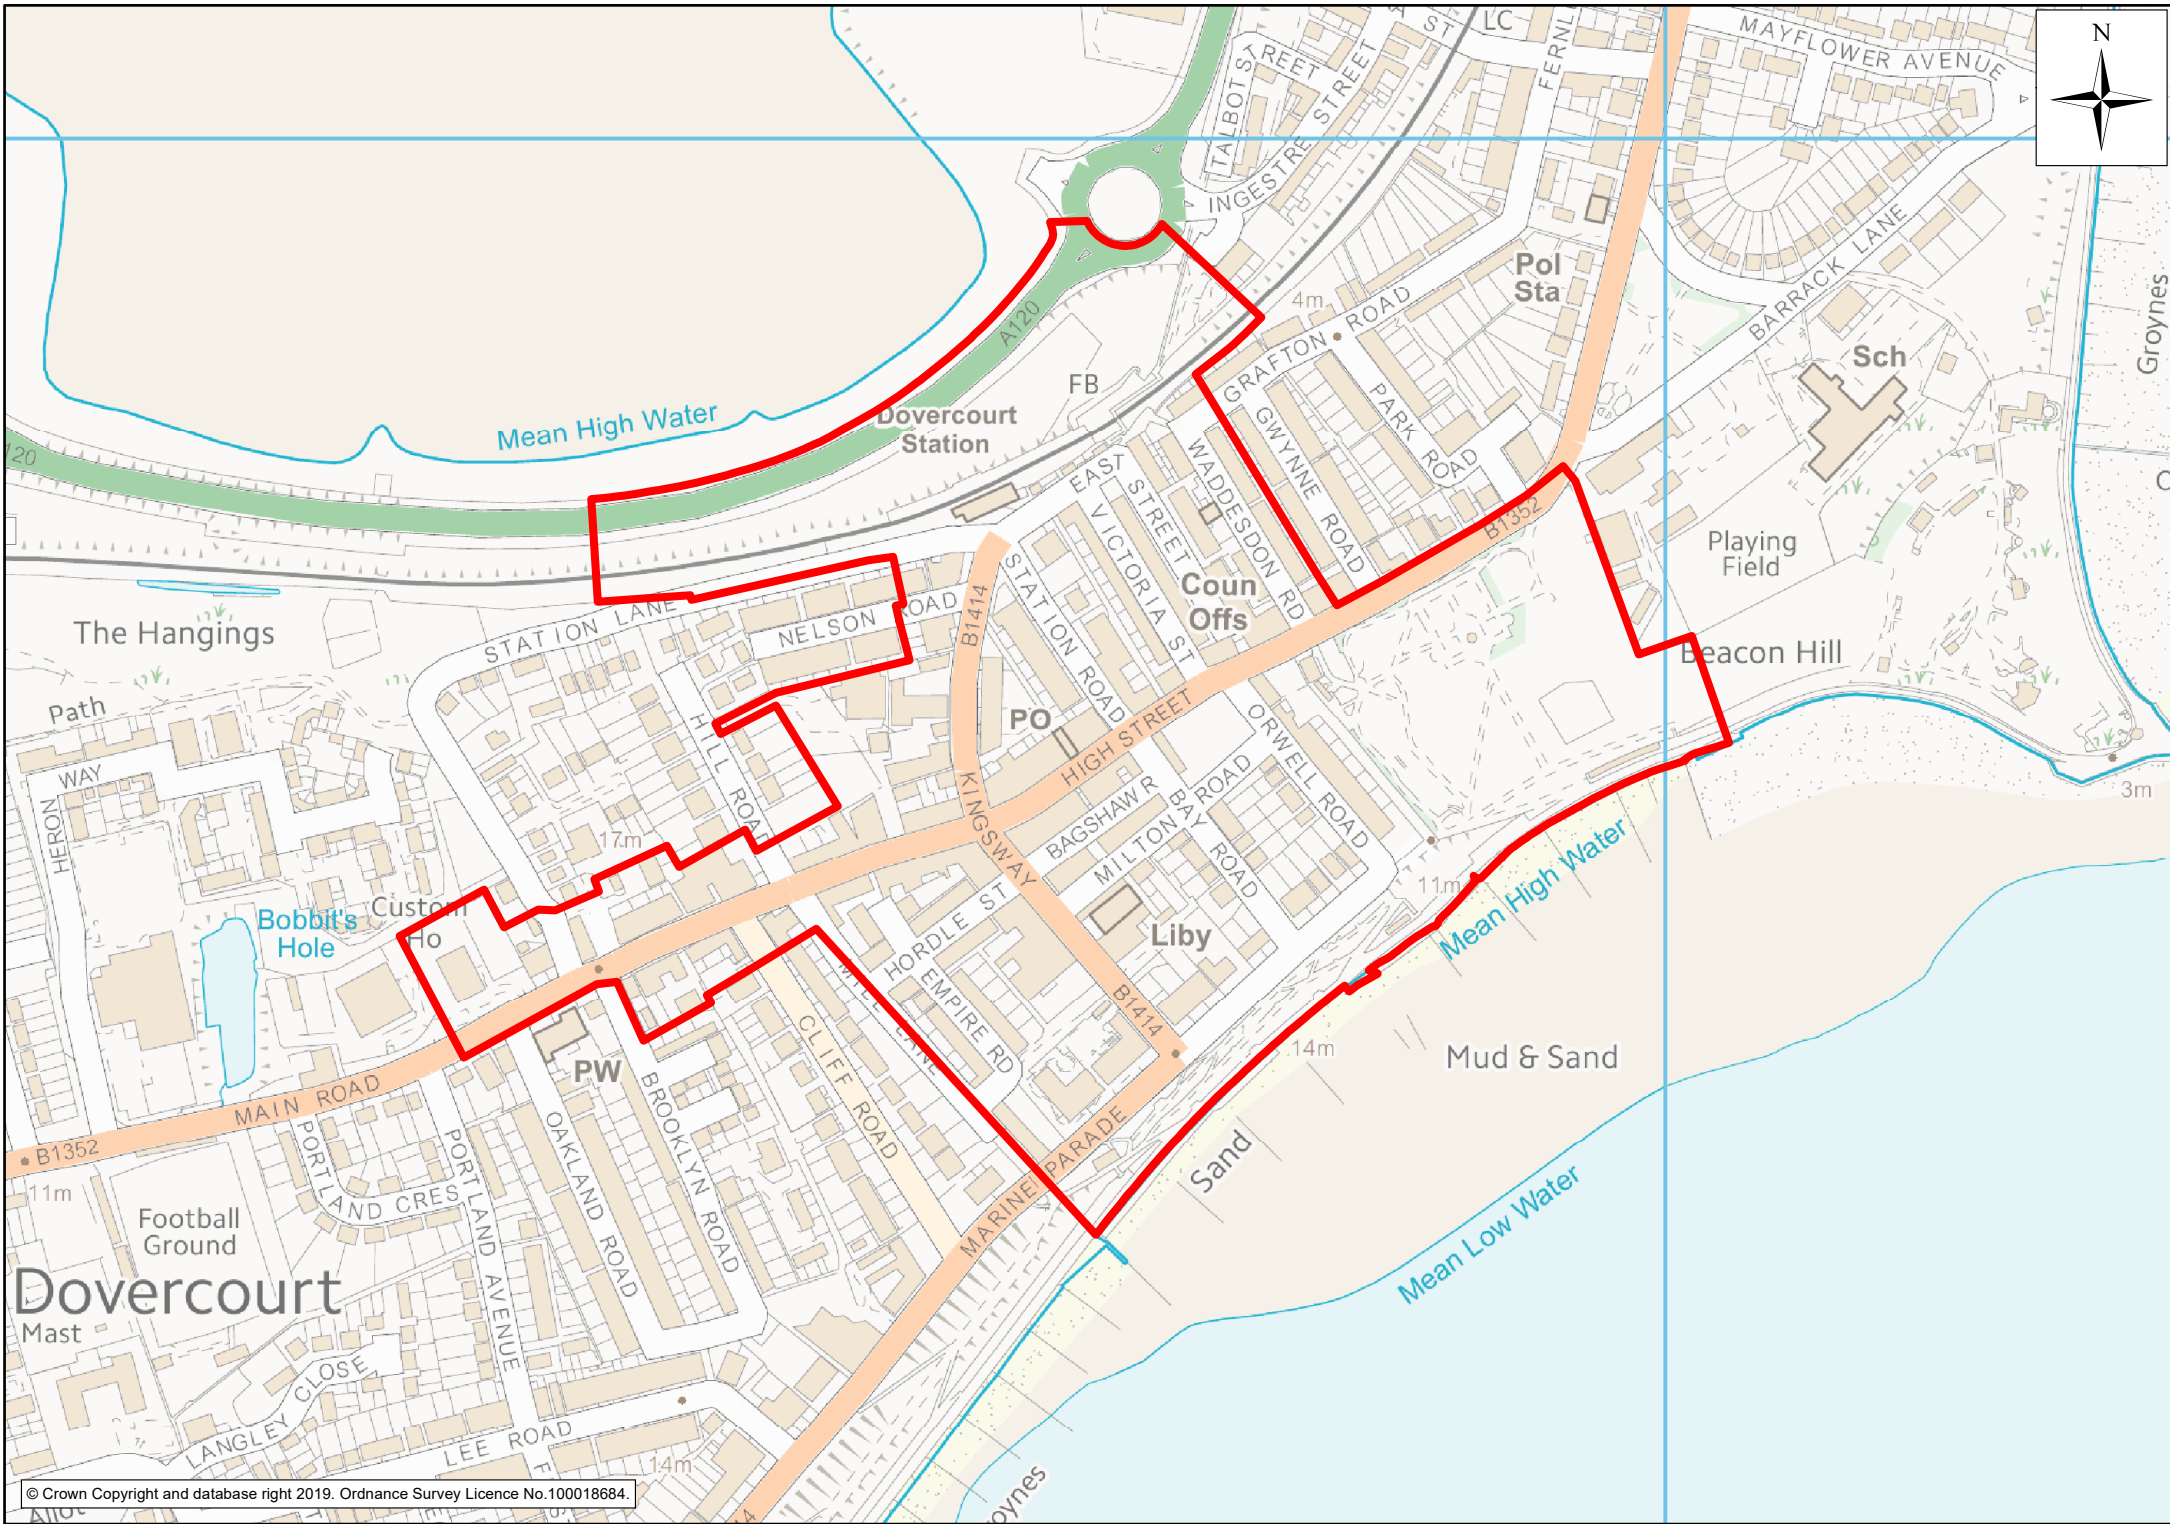 LC
N
MAYFLOWER AVENUE
TALBOT STREET
INGESTRE STREET
BARRACK LANE
Groynes
Pol
Sta
4m
GRAFTON ROAD
A120
Sch
FB
PARK ROAD
Mean High Water
Dovercourt
Station
GWYNNE ROAD
WADDESDON RD
EAST STREET
VICTORIA ST
B1352
Playing
Field
Coun
Offs
STATION LANE
NELSON ROAD
B1414
STATION ROAD
The Hangings
Beacon Hill
Path
HILL ROAD
PO
HIGH STREET
ORWELL ROAD
HERON WAY
KINGSWAY
BAGSHAW R
MILTON ROAD
BAY ROAD
3m
17m
11m
Mean High Water
Custom
Ho
Bobbit's
Hole
HORDLE ST
Liby
MILL LANE
EMPIRE RD
B1414
14m
Mud & Sand
PW
CLIFF ROAD
MAIN ROAD
B1352
BROOKLYN ROAD
OAKLAND ROAD
PORTLAND CRES
PORTLAND AVENUE
MARINE PARADE
Sand
11m
Football
Ground
Mean Low Water
Dovercourt
Mast
LANGLEY CLOSE
LEE ROAD
14m
© Crown Copyright and database right 2019. Ordnance Survey Licence No.100018684.